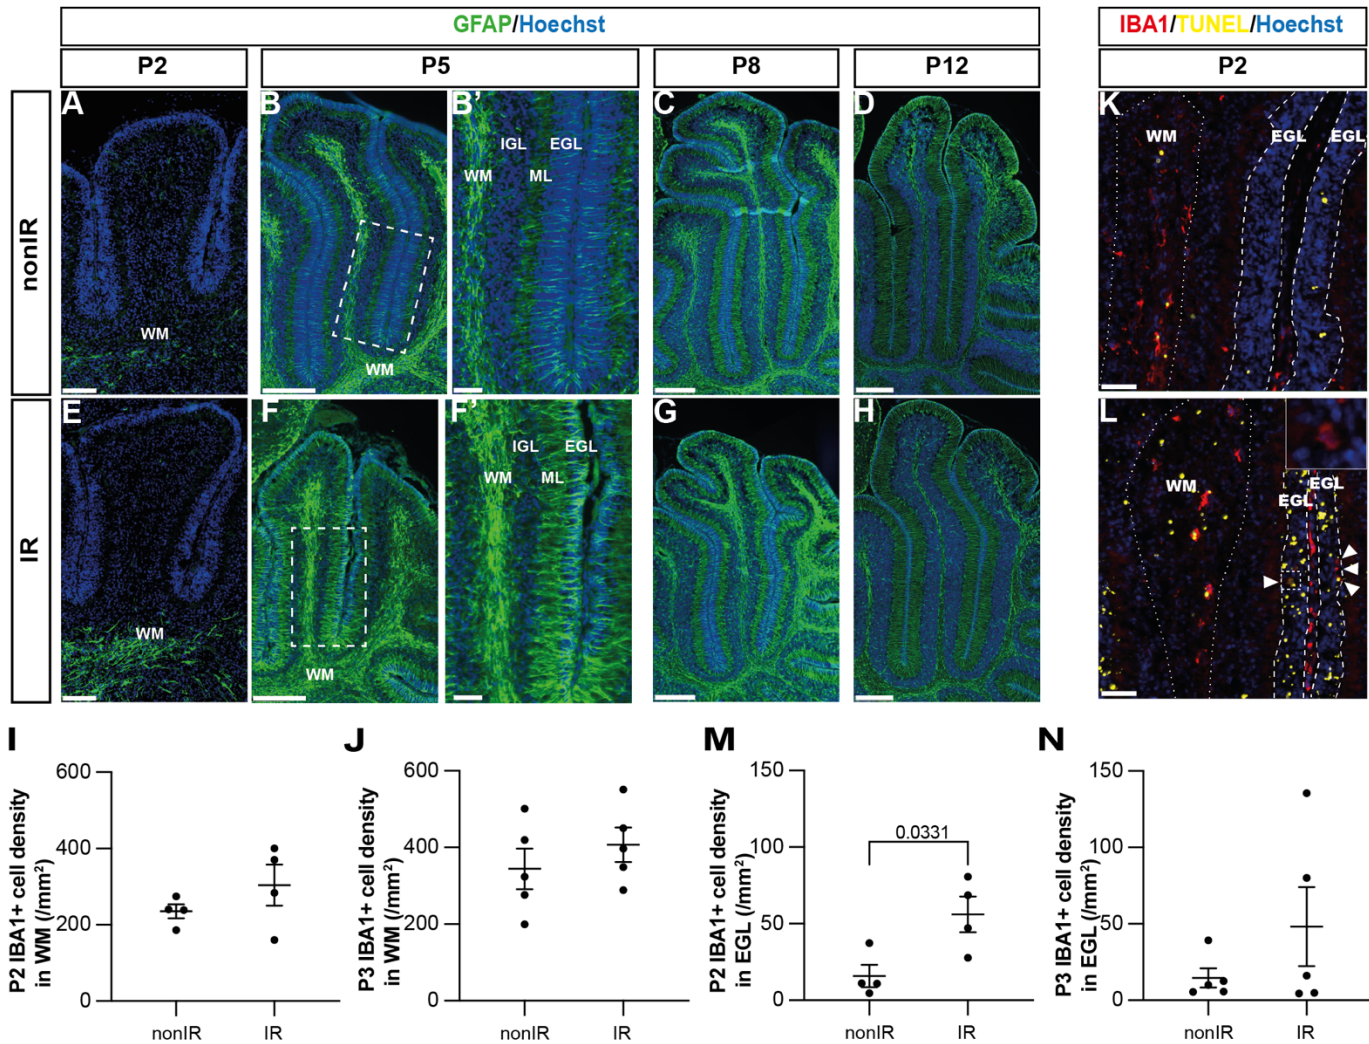 GFAP/Hoechst
IBA1/TUNEL/Hoechst
P2
P5
P8
P12
P2
nonIR
A
WM
B
WM
B'
IGL
EGL
WM
ML
C
D
K
WM
EGL
EGL
IR
E
WM
F
WM
F'
IGL
EGL
WM
ML
G
H
L
WM
EGL
EGL
I
P2 IBA1+ cell density
in WM (/mm²)
600
400
200
0
nonIR
IR
J
P3 IBA1+ cell density
in WM (/mm²)
600
400
200
0
nonIR
IR
M
P2 IBA1+ cell density
in EGL (/mm²)
150
100
50
0
0.0331
nonIR
IR
N
P3 IBA1+ cell density
in EGL (/mm²)
150
100
50
0
nonIR
IR